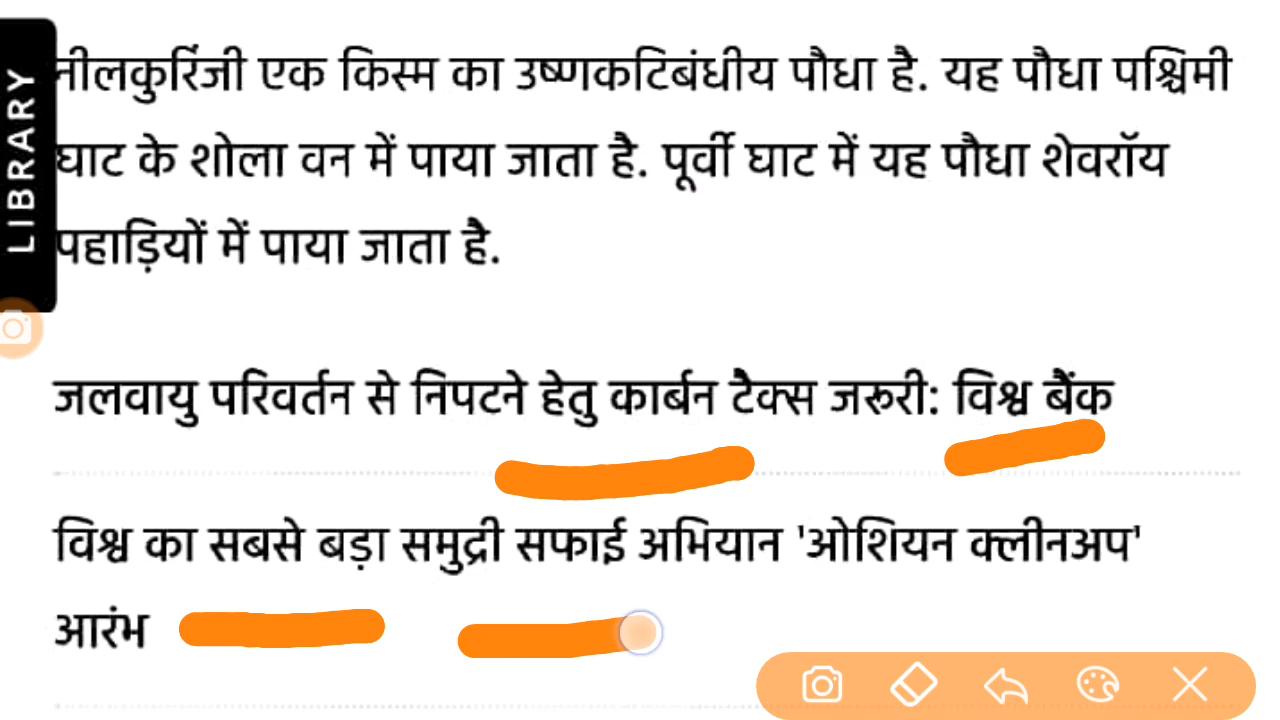 LIBRARY
नीलकुरिंजी एक किस्म का उष्णकटिबंधीय पौधा है. यह पौधा पश्चिमी
घाट के शोला वन में पाया जाता है. पूर्वी घाट में यह पौधा शेवरॉय
पहाड़ियों में पाया जाता है.
जलवायु परिवर्तन से निपटने हेतु कार्बन टैक्स जरूरी: विश्व बैंक
विश्व का सबसे बड़ा समुद्री सफाई अभियान 'ओशियन क्लीनअप'
आरंभ